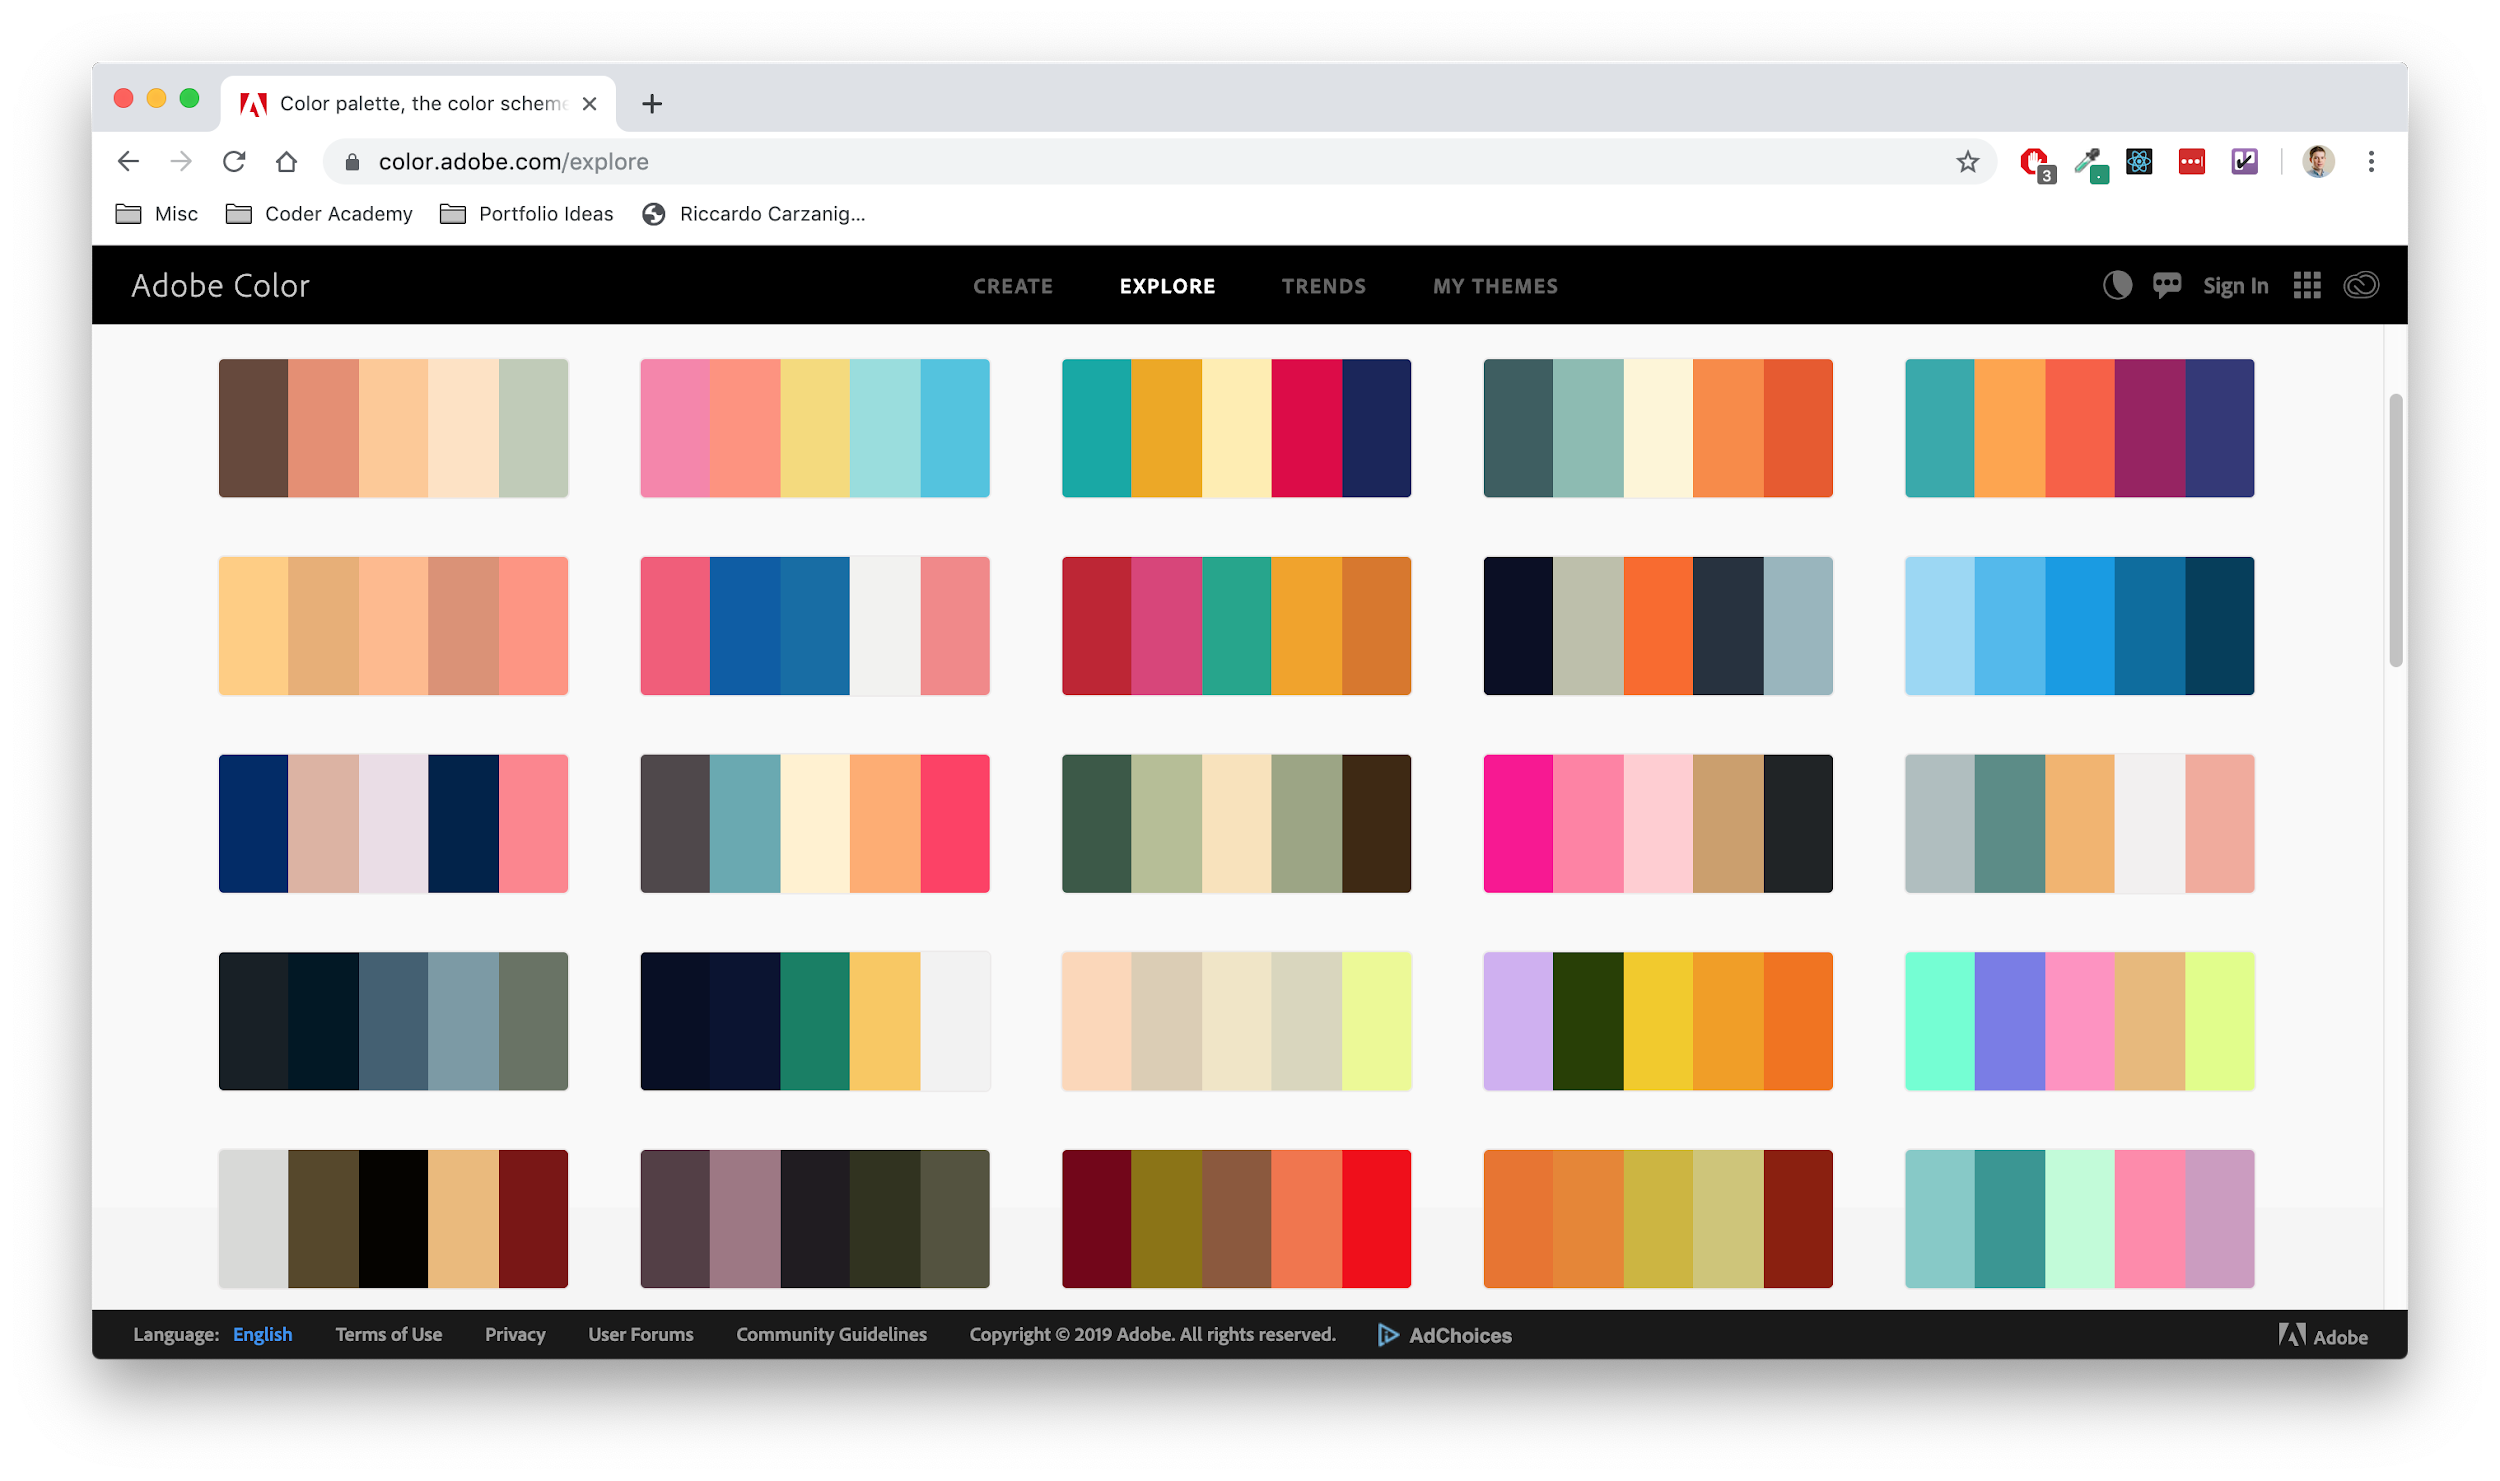 Color palette, the color scheme
color.adobe.com/explore
3
Misc Coder Academy Portfolio Ideas Riccardo Carzanig...
Adobe Color CREATE EXPLORE TRENDS MY THEMES Sign In
Language: English Terms of Use Privacy User Forums Community Guidelines Copyright © 2019 Adobe. All rights reserved. AdChoices Adobe